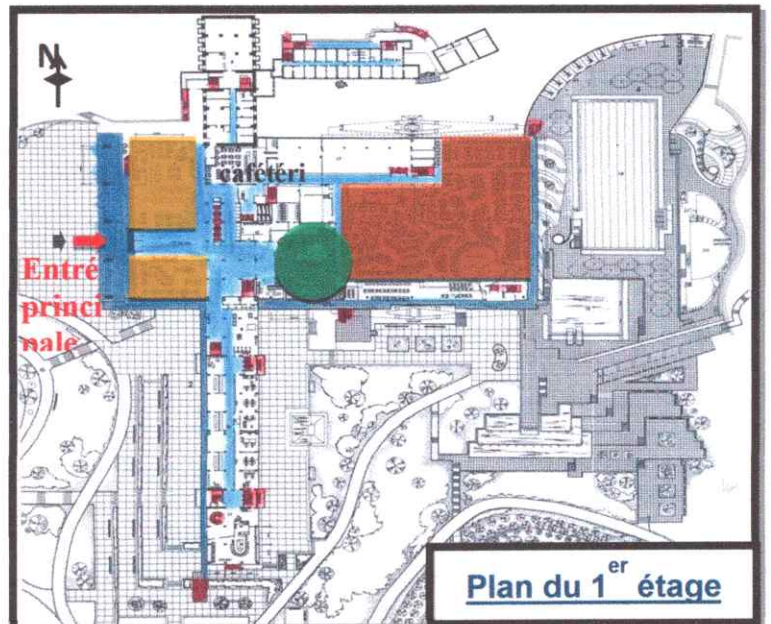 N
cafétéri
Entré
princi
nale
Plan du 1er étage